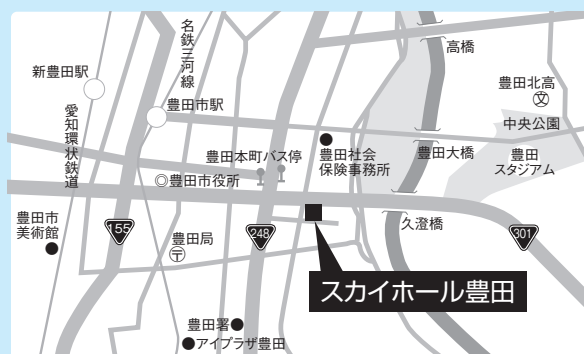 新豊田駅
名鉄三河線
高橋
豊田北高
文
中央公園
豊田市駅
愛知環状鉄道
豊田本町バス停
豊田社会
保険事務所
豊田大橋
豊田
スタジアム
豊田市役所
豊田市
美術館
155
豊田局
〒
248
久澄橋
301
スカイホール豊田
豊田署
アイプラザ豊田